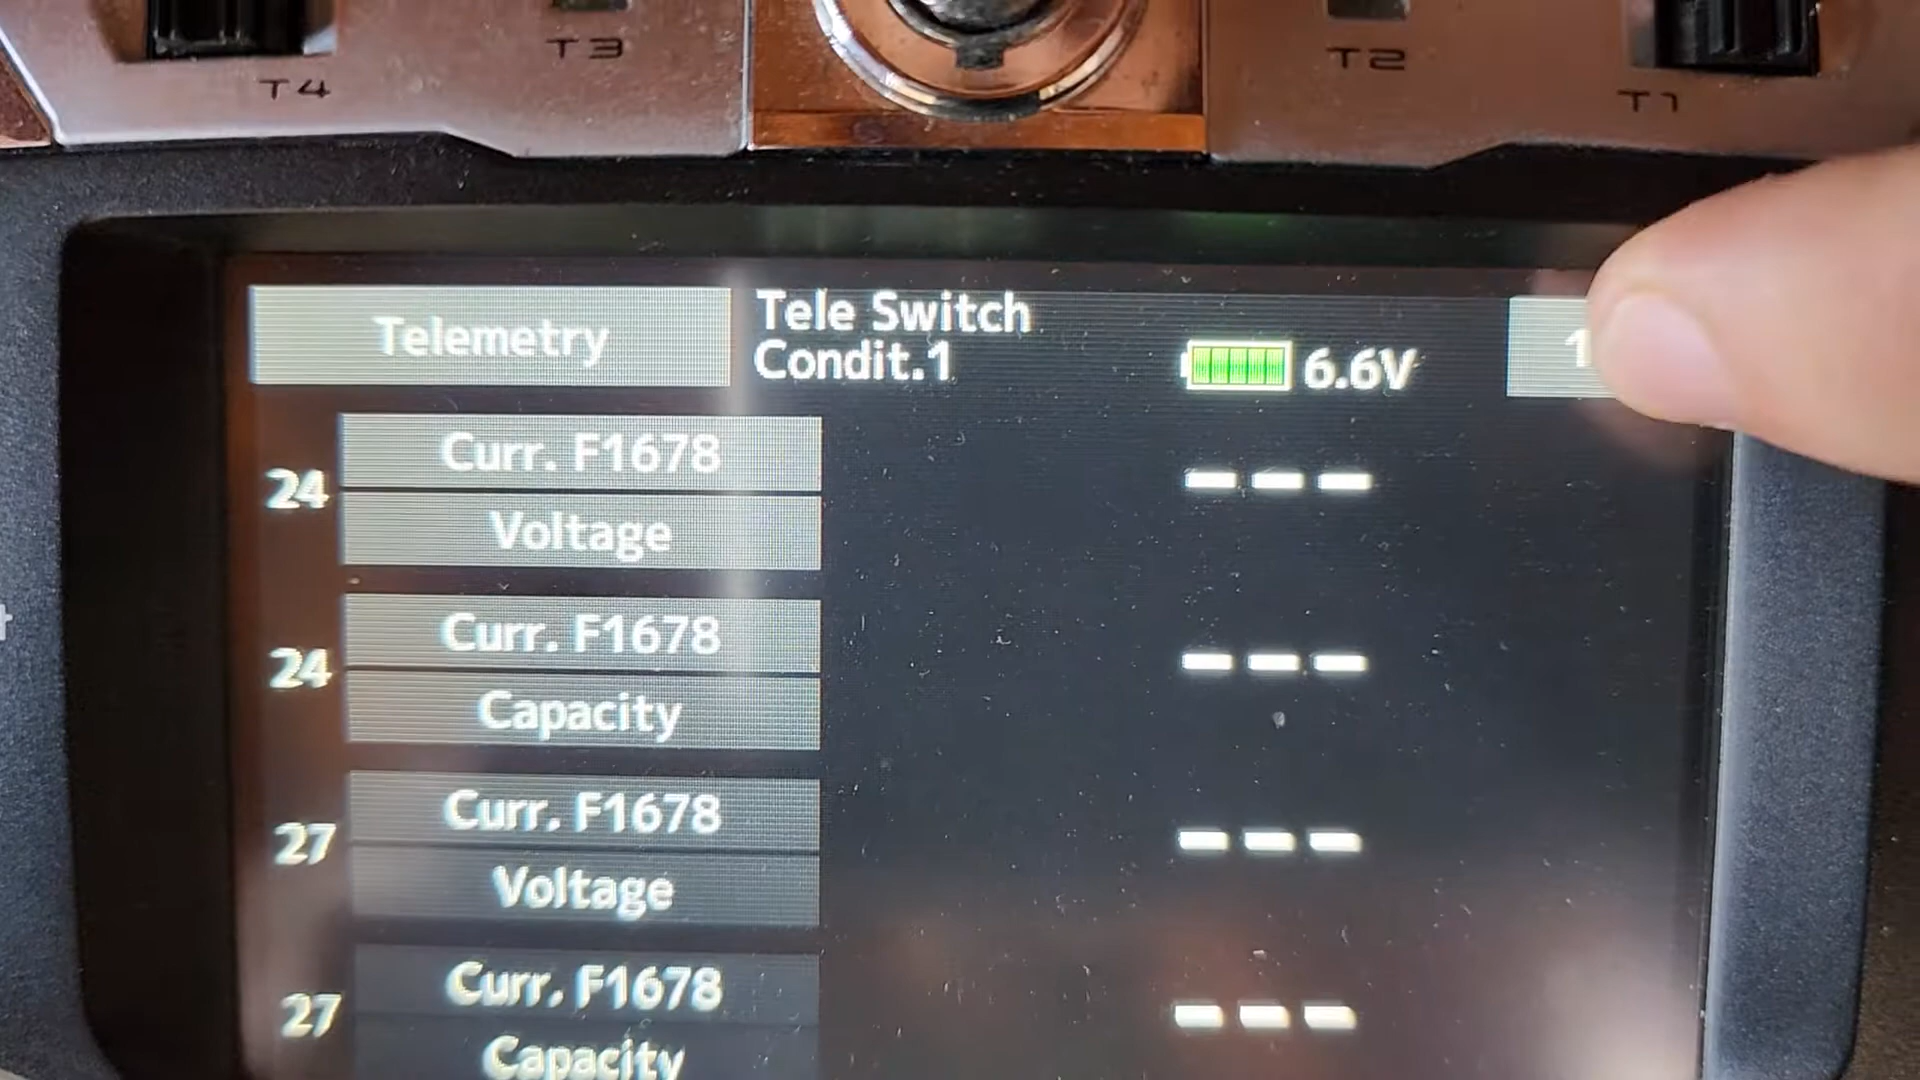 T4
T3
T2
T1
Telemetry
Tele Switch
Condit.1
6.6V
24
Curr. F1678
---
Voltage
24
Curr. F1678
---
Capacity
27
Curr. F1678
---
Voltage
27
Curr. F1678
---
Capacity